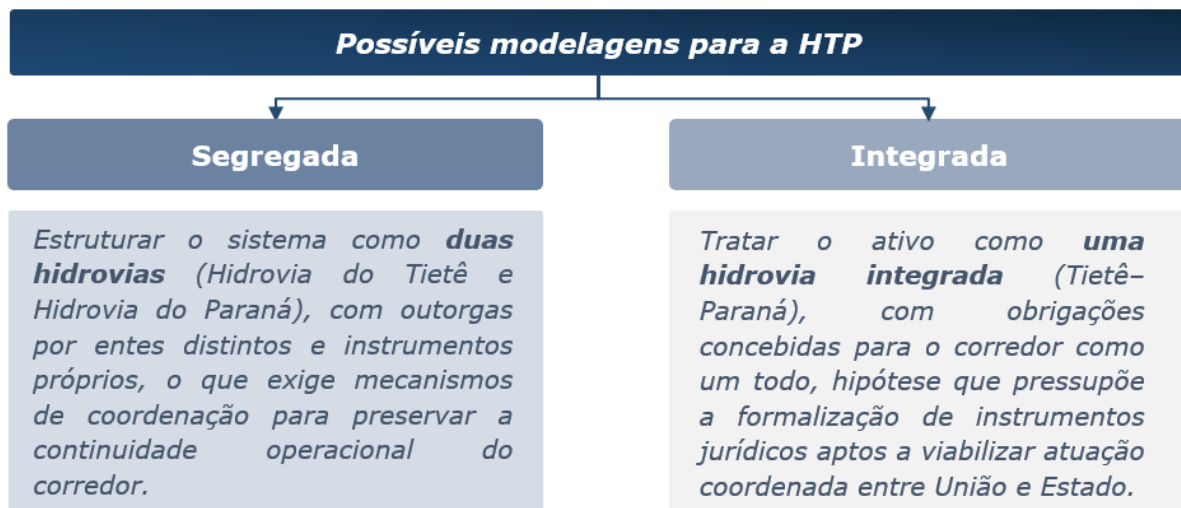 Possíveis modelagens para a HTP
Segregada
Estruturar o sistema como duas
hidrovias (Hidrovia do Tietê e
Hidrovia do Paraná), com outorgas
por entes distintos e instrumentos
próprios, o que exige mecanismos
de coordenação para preservar a
continuidade operacional do
corredor.
Integrada
Tratar o ativo como uma
hidrovia integrada (Tietê–
Paraná), com obrigações
concebidas para o corredor como
um todo, hipótese que pressupõe
a formalização de instrumentos
jurídicos aptos a viabilizar atuação
coordenada entre União e Estado.